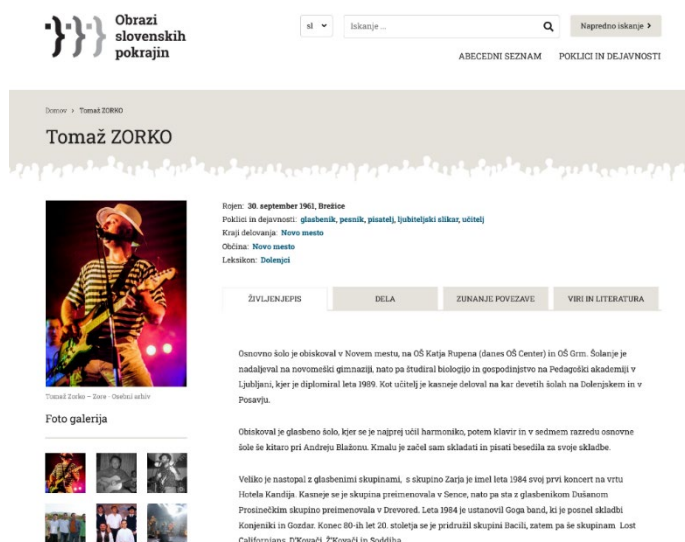 Obrazi
slovenskih
pokrajin
sl
Iskanje ...
Napredno iskanje >
ABECEDNI SEZNAM POKLICI IN DEJAVNOSTI
Domov > Tomaž ZORKO
Tomaž ZORKO
Rojen: 30. september 1961, Brežice
Poklici in dejavnosti: glasbenik, pesnik, pisatelj, ljubiteljski slikar, učitelj
Kraji delovanja: Novo mesto
Občina: Novo mesto
Leksikon: Dolenjci
ŽIVLJENJEPIS DELA ZUNANJE POVEZAVE VIRI IN LITERATURA
Tomaž Zorko – Zore - Osebni arhiv
Foto galerija
Osnovno šolo je obiskoval v Novem mestu, na OŠ Katja Rupena (danes OŠ Center) in OŠ Grm. Šolanje je
nadaljeval na novomeški gimnaziji, nato pa študiral biologijo in gospodinjstvo na Pedagoški akademiji v
Ljubljani, kjer je diplomiral leta 1989. Kot učitelj je kasneje deloval na kar devetih šolah na Dolenjskem in v
Posavju.
Obiskoval je glasbeno šolo, kjer se je najprej učil harmoniko, potem klavir in v sedmem razredu osnovne
šole še kitaro pri Andreju Blažonu. Kmalu je začel sam skladati in pisati besedila za svoje skladbe.
Veliko je nastopal z glasbenimi skupinami, s skupino Zarja je imel leta 1984 svoj prvi koncert na vrtu
Hotela Kandija. Kasneje se je skupina preimenovala v Sence, nato pa sta z glasbenikom Dušanom
Prosinečkim skupino preimenovala v Drevored. Leta 1984 je ustanovil Goga band, ki je posnel skladbi
Konjeniki in Gozdar. Konec 80-ih let 20. stoletja se je pridružil skupini Bacili, zatem pa še skupinam Lost
Californians, D'Kovači, Ž'Kovači in Soddiha.